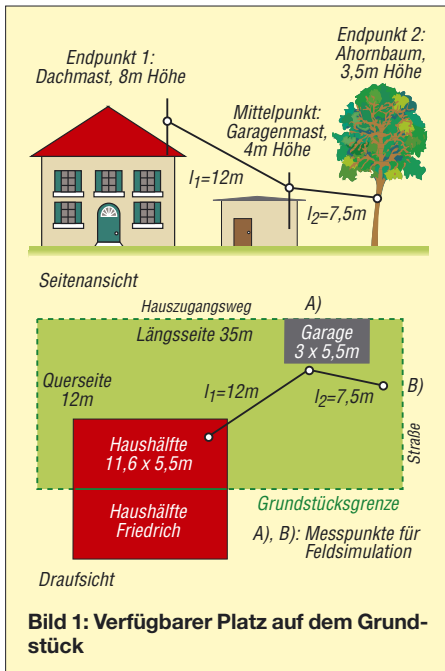 Endpunkt 1:
Dachmast, 8m Höhe
Endpunkt 2:
Ahornbaum,
3,5m Höhe
Mittelpunkt:
Garagenmast,
4m Höhe
l1=12m
l2=7,5m
Seitenansicht
Hauszugangsweg
A)
Längsseite 35m
Garage
3 x 5,5m
Querseite
12m
l1=12m
l2=7,5m
B)
Straße
Haushälfte
11,6 x 5,5m
Grundstücksgrenze
Haushälfte
Friedrich
A), B): Messpunkte für
Feldsimulation
Draufsicht
Bild 1: Verfügbarer Platz auf dem Grund-
stück